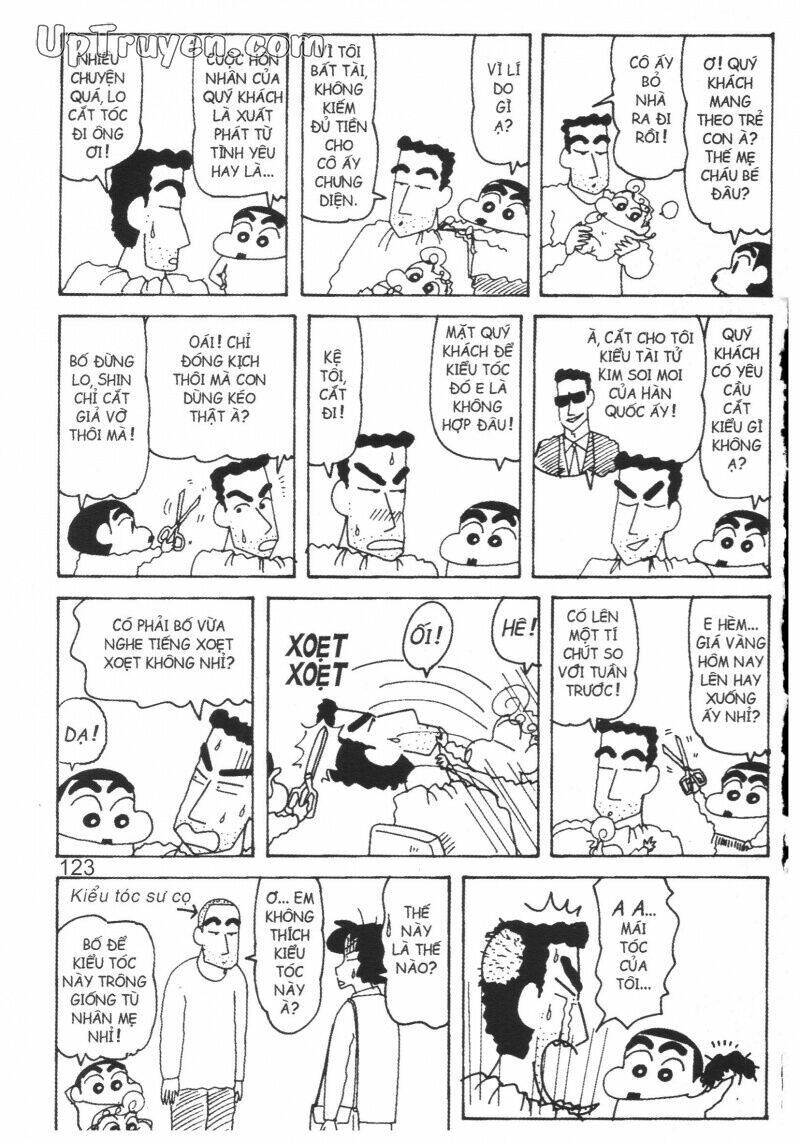 UpTruyen.com
Ơ! QUÝ
KHÁCH
MANG
THEO TRẺ
CON À?
THẾ MẸ
CHÁU BÉ
ĐÂU?
CÔ ẤY
BỎ
NHÀ
RA ĐI
RỒI!
VÌ LÍ
DO
GÌ
Ạ?
VÌ TÔI
BẤT TÀI,
KHÔNG
KIẾM
ĐỦ TIỀN
CHO
CÔ ẤY
CHƯNG
DIỆN.
CUỘC HÔN
NHÂN CỦA
QUÝ KHÁCH
LÀ XUẤT
PHÁT TỪ
TÌNH YÊU
HAY LÀ...
NHIỀU
CHUYỆN
QUÁ, LO
CẮT TÓC
ĐI ÔNG
ƠI!
QUÝ
KHÁCH
CÓ YÊU
CẦU
CẮT
KIỂU GÌ
KHÔNG
Ạ?
À, CẮT CHO TÔI
KIỂU TÀI TỬ
KIM SOI MOI
CỦA HÀN
QUỐC ẤY!
MẶT QUÝ
KHÁCH ĐỂ
KIỂU TÓC
ĐÓ E LÀ
KHÔNG
HỢP ĐÂU!
KỆ
TÔI,
CẮT
ĐI!
OÁI! CHỈ
ĐÓNG KỊCH
THÔI MÀ CON
DÙNG KÉO
THẬT À?
BỐ ĐỪNG
LO, SHIN
CHỈ CẮT
GIẢ VỜ
THÔI MÀ!
E HÈM...
GIÁ VÀNG
HÔM NAY
LÊN HAY
XUỐNG
ẤY NHỈ?
CÓ LÊN
MỘT TÍ
CHÚT SO
VỚI TUẦN
TRƯỚC!
HÊ!
ỐI!
XOẸT
XOẸT
CÓ PHẢI BỐ VỪA
NGHE TIẾNG XOẸT
XOẸT KHÔNG NHỈ?
DẠ!
A A...
MÁI
TÓC
CỦA
TÔI...
THẾ
NÀY
LÀ THẾ
NÀO?
Ơ... EM
KHÔNG
THÍCH
KIỂU
TÓC
NÀY
À?
Kiểu tóc sư cọ
BỐ ĐỂ
KIỂU TÓC
NÀY TRÔNG
GIỐNG TÙ
NHÂN MẸ
NHỈ!
123